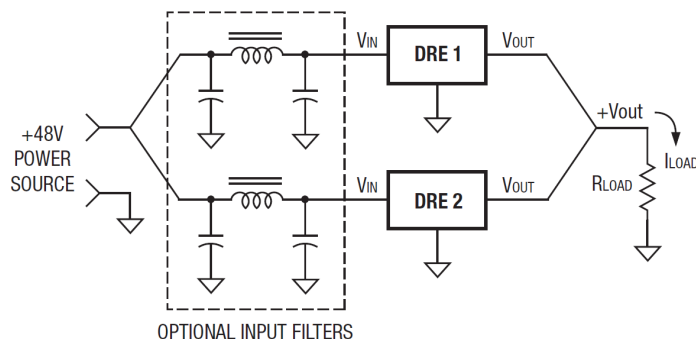 VIN
DRE 1
VOUT
+48V
POWER
SOURCE
+Vout
ILOAD
RLOAD
VIN
DRE 2
VOUT
OPTIONAL INPUT FILTERS